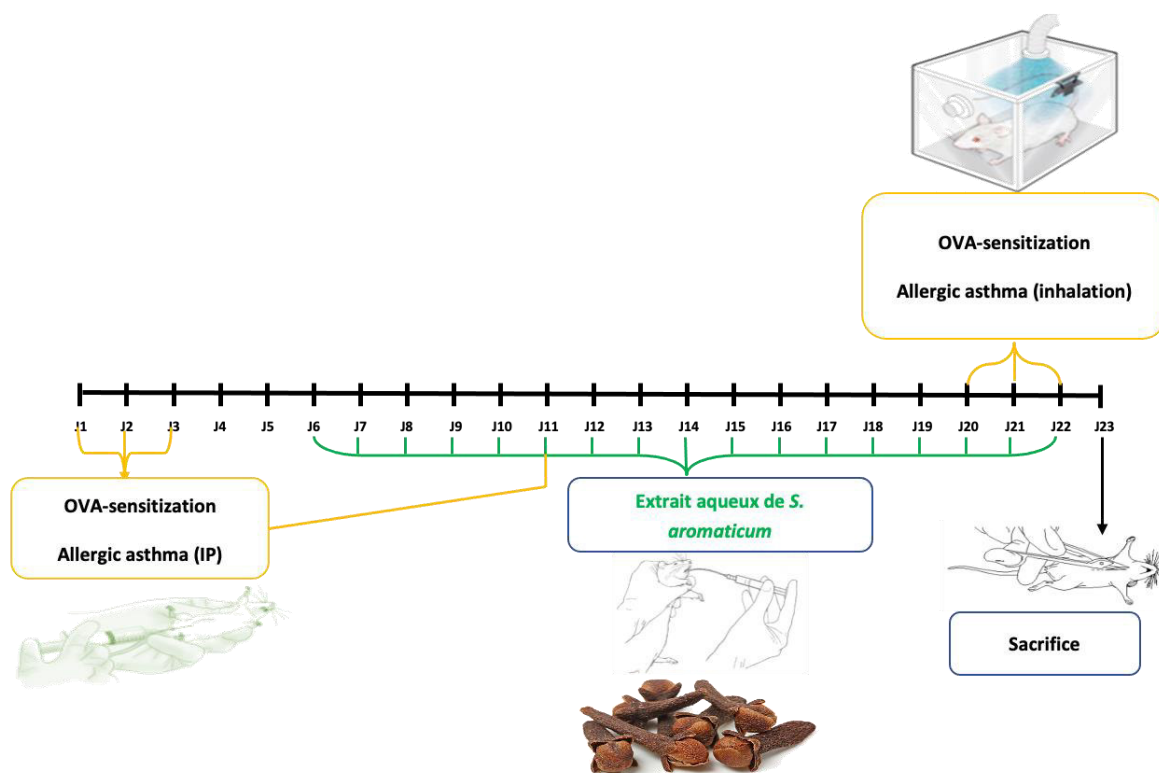 OVA-sensitization
Allergic asthma (inhalation)
J1 J2 J3 J4 J5 J6 J7 J8 J9 J10 J11 J12 J13 J14 J15 J16 J17 J18 J19 J20 J21 J22 J23
OVA-sensitization
Allergic asthma (IP)
Extrait aqueux de S.
aromaticum
Sacrifice